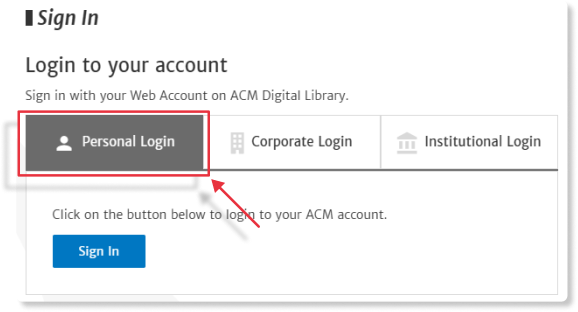 Sign In
Login to your account
Sign in with your Web Account on ACM Digital Library.
Personal Login Corporate Login Institutional Login
Click on the button below to login to your ACM account.
Sign In